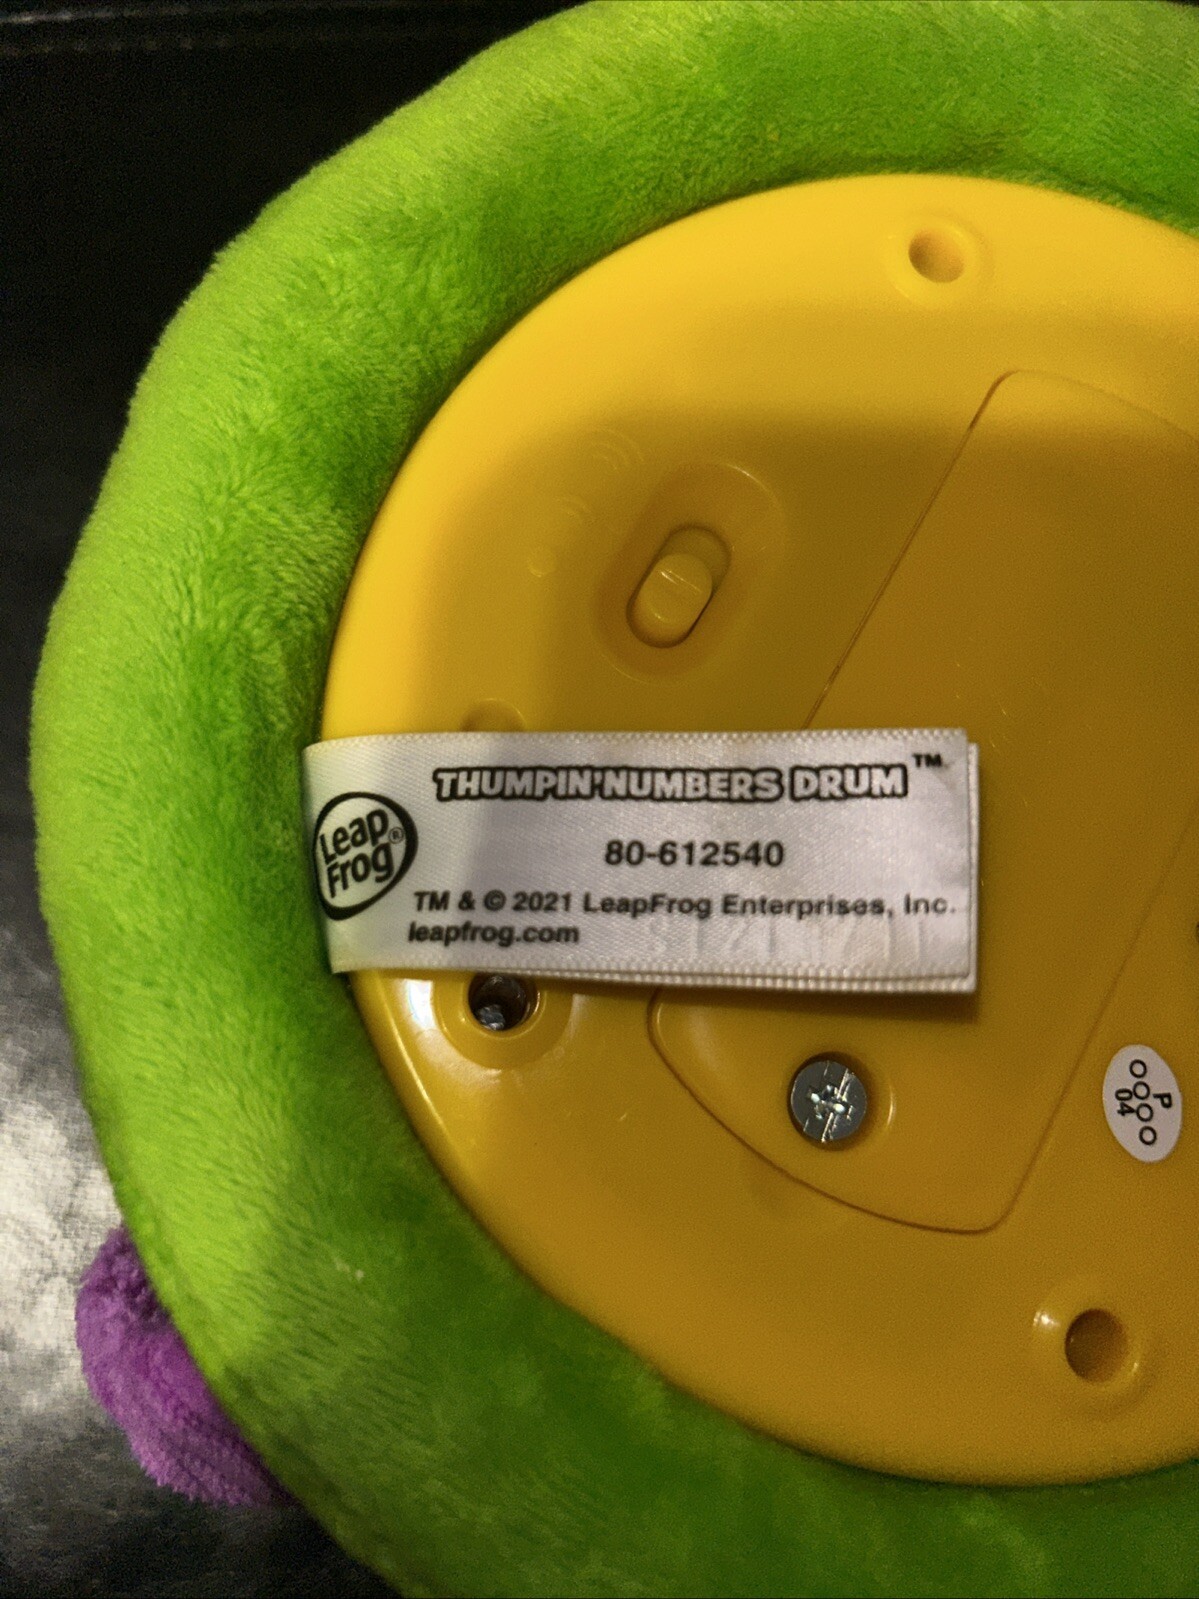 THUMPIN'NUMBERS DRUM™
Leap
Frog®
80-612540
TM & © 2021 LeapFrog Enterprises, Inc.
leapfrog.com
P
04